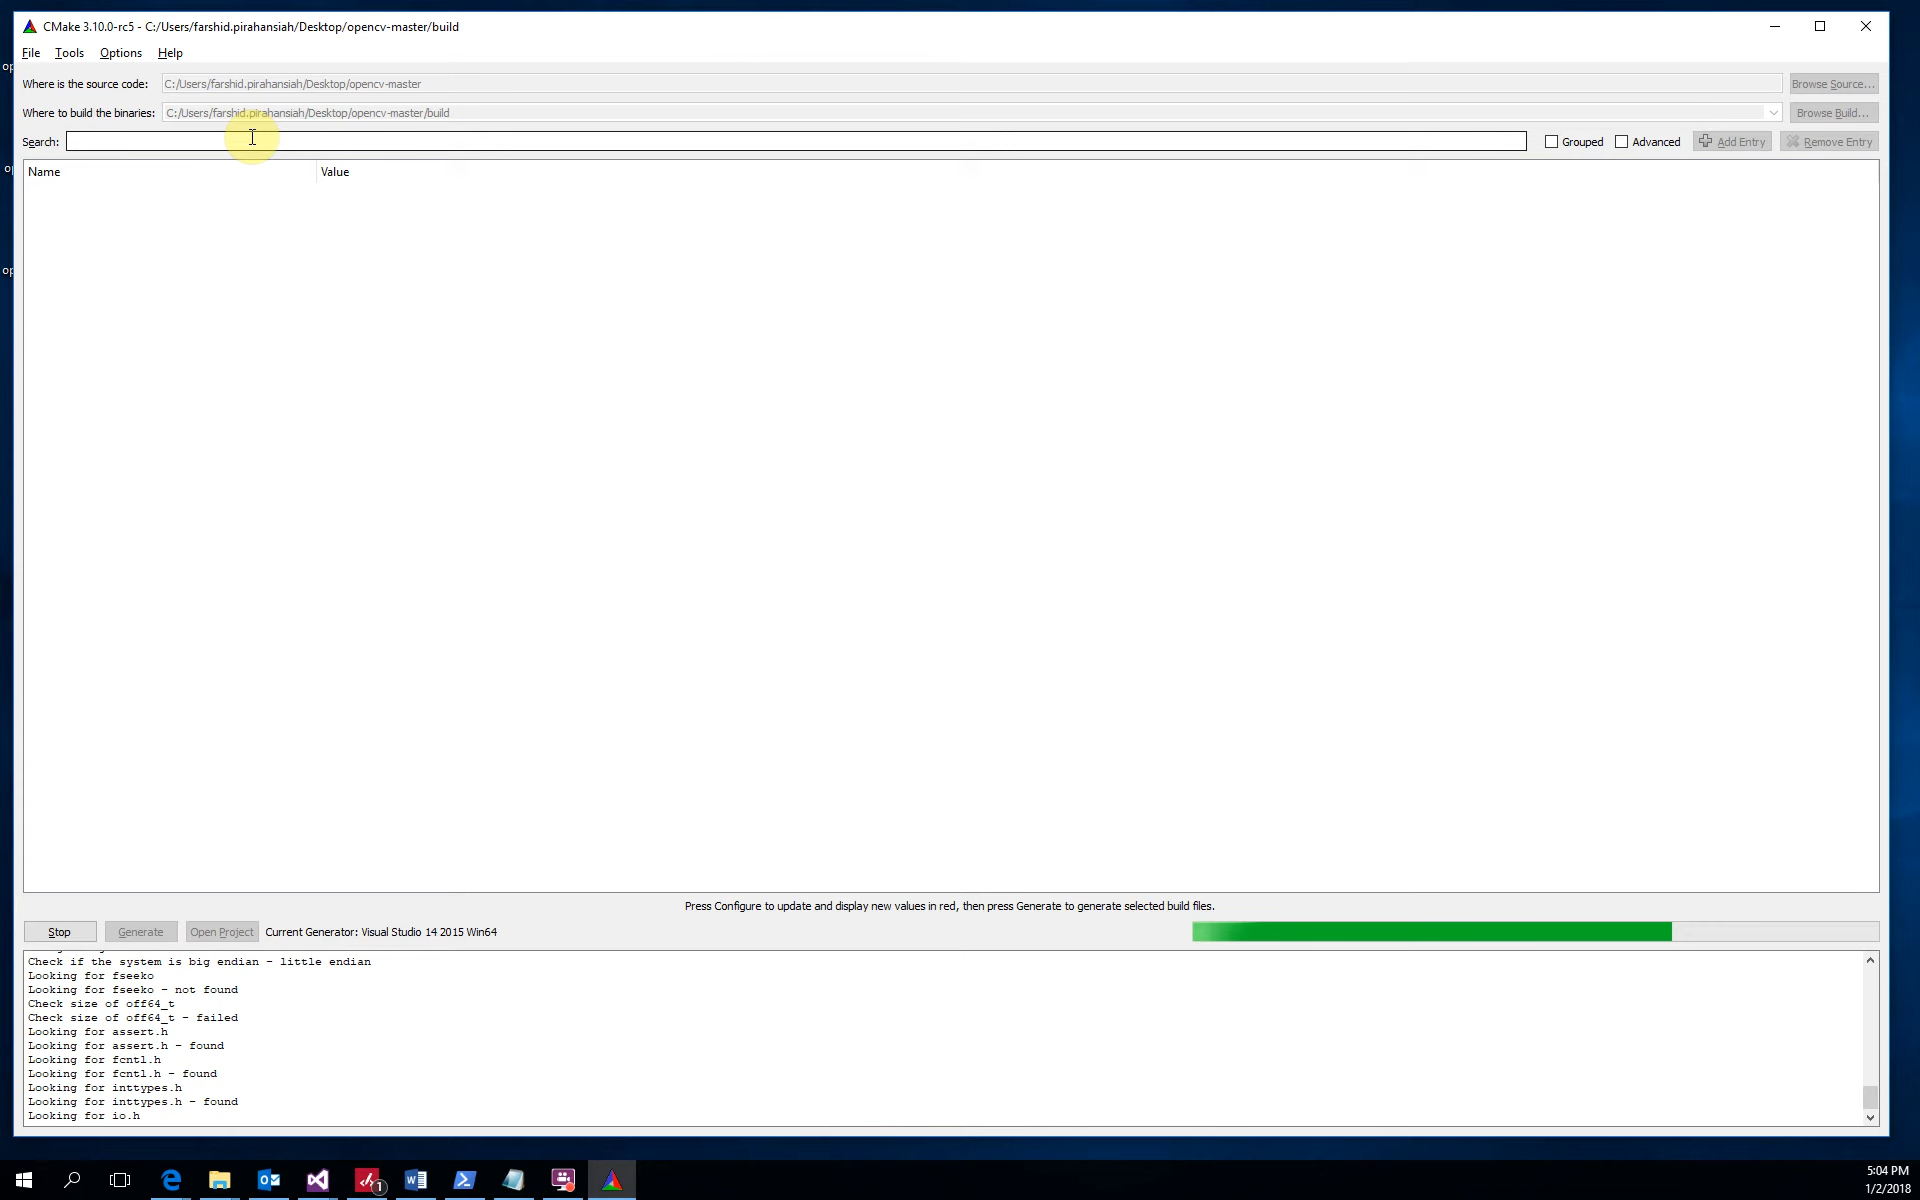 CMake 3.10.0-rc5 - C:/Users/farshid.pirahansiah/Desktop/opencv-master/build
File Tools Options Help
Where is the source code: C:/Users/farshid.pirahansiah/Desktop/opencv-master Browse Source...
Where to build the binaries: C:/Users/farshid.pirahansiah/Desktop/opencv-master/build Browse Build...
Search: Grouped Advanced Add Entry Remove Entry
Name Value
Press Configure to update and display new values in red, then press Generate to generate selected build files.
Stop Generate Open Project Current Generator: Visual Studio 14 2015 Win64
Check if the system is big endian - little endian
Looking for fseeko
Looking for fseeko - not found
Check size of off64_t
Check size of off64_t - failed
Looking for assert.h
Looking for assert.h - found
Looking for fcntl.h
Looking for fcntl.h - found
Looking for inttypes.h
Looking for inttypes.h - found
Looking for io.h
5:04 PM
1/2/2018